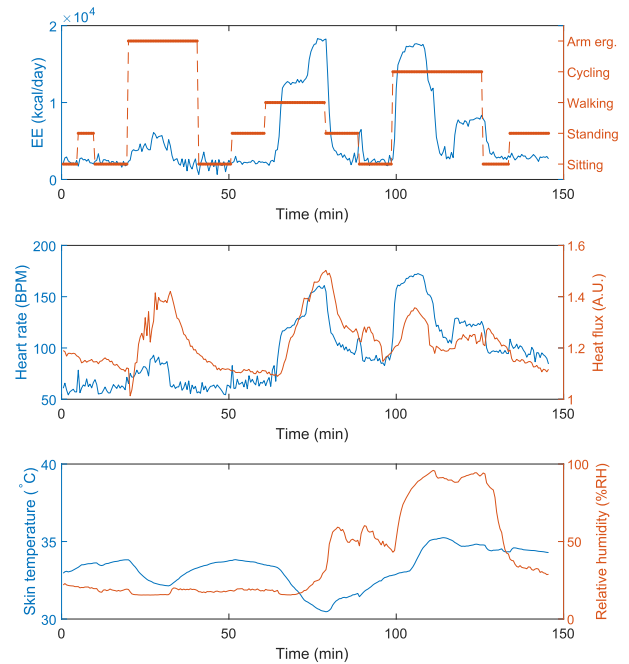 2 × 10⁴
1
0
EE (kcal/day)
Arm erg.
Cycling
Walking
Standing
Sitting
0 50 100 150
Time (min)
200
150
100
50
Heart rate (BPM)
1.6
1.4
1.2
1
Heat flux (A.U.)
0 50 100 150
Time (min)
40
35
30
Skin temperature (°C)
100
50
0
Relative humidity (%RH)
0 50 100 150
Time (min)